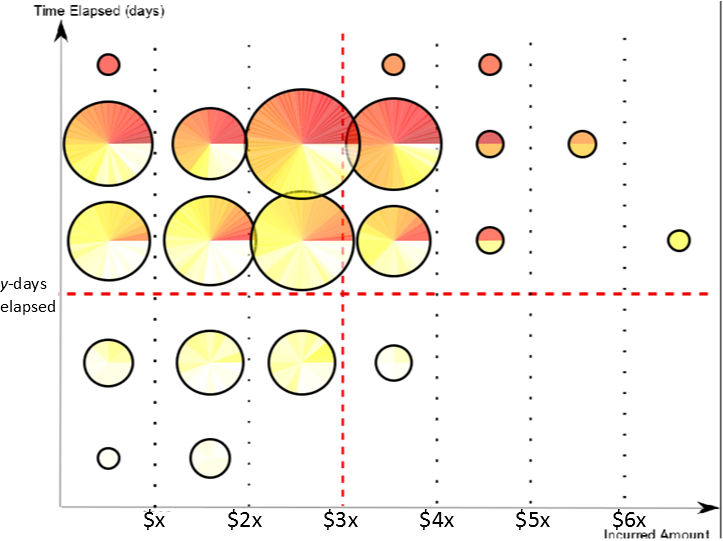 Time Elapsed (days)
y-days
elapsed
$x
$2x
$3x
$4x
$5x
$6x
Incurred Amount